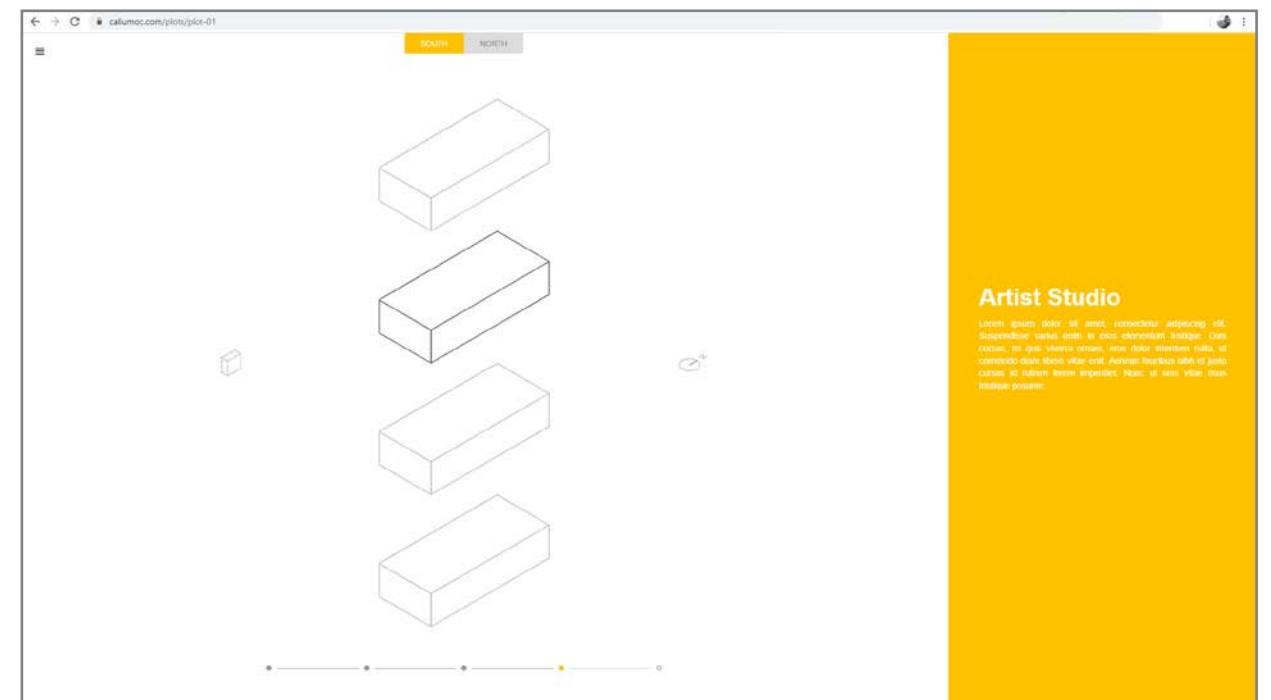 callumoc.com/plots/plot-01
SOUTH NORTH
Artist Studio
Lorem ipsum dolor sit amet, consectetur adipiscing elit.
Suspendisse varius enim in eros elementum tristique. Duis
cursus, mi quis viverra ornare, eros dolor interdum nulla, ut
commodo diam libero vitae erat. Aenean faucibus nibh et justo
cursus id rutrum lorem imperdiet. Nunc ut sem vitae risus
tristique posuere.